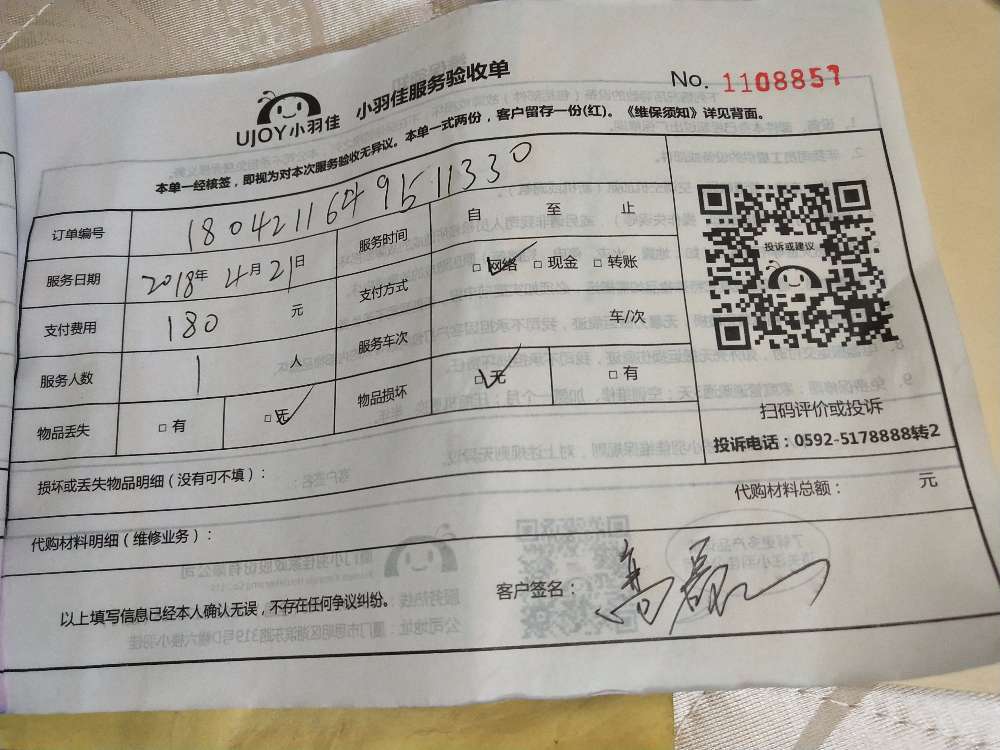 小羽佳服务验收单
No. 1108857
UJOY小羽佳
本单一经核签，即视为对本次服务验收无异议。本单一式两份，客户留存一份(红)。《维保须知》详见背面。
订单编号 180421164951 11330
服务日期 2018年 4月 21日 服务时间 自 至 止
支付费用 180 元 支付方式 □网络 □现金 □转账
服务人数 1 人 服务车次 车/次
物品丢失 □有 □无 物品损坏 □无 □有
投诉或建议
扫码评价或投诉
投诉电话：0592-5178888转2
损坏或丢失物品明细（没有可不填）：
代购材料明细（维修业务）： 代购材料总额： 元
以上填写信息已经本人确认无误，不存在任何争议纠纷。 客户签名：